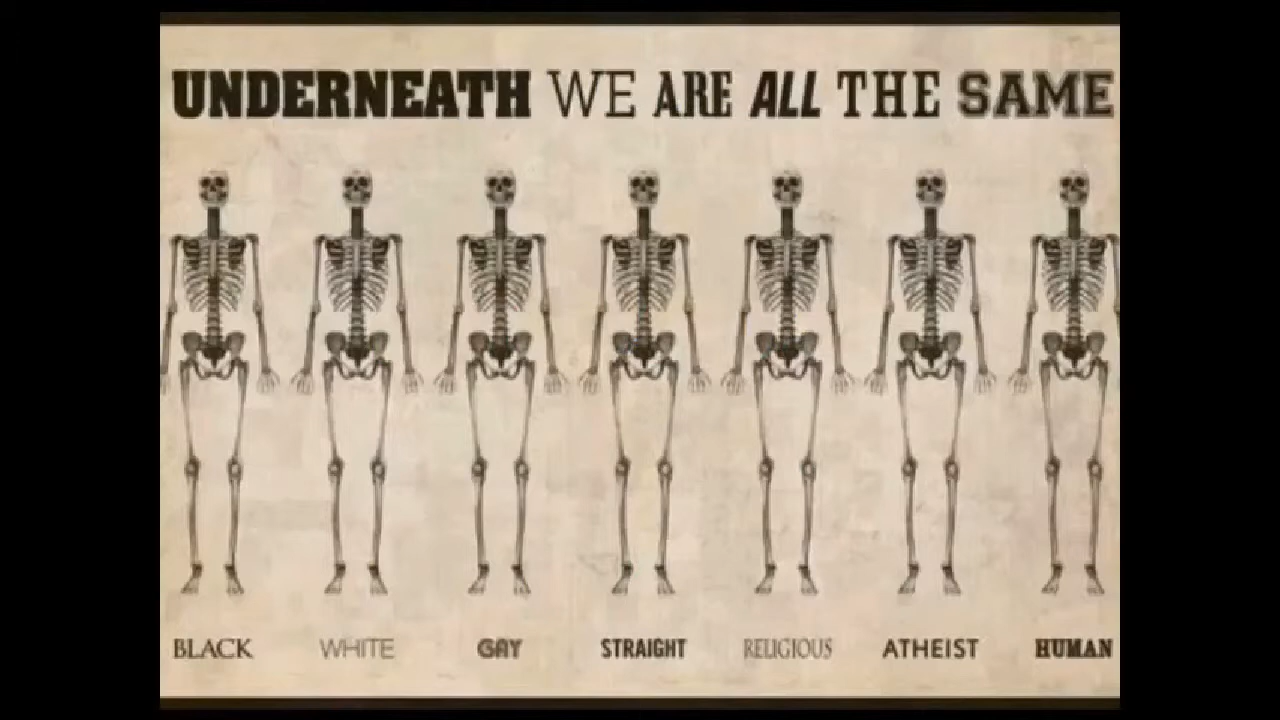 UNDERNEATH WE ARE ALL THE SAME
BLACK WHITE GAY STRAIGHT RELIGIOUS ATHEIST HUMAN